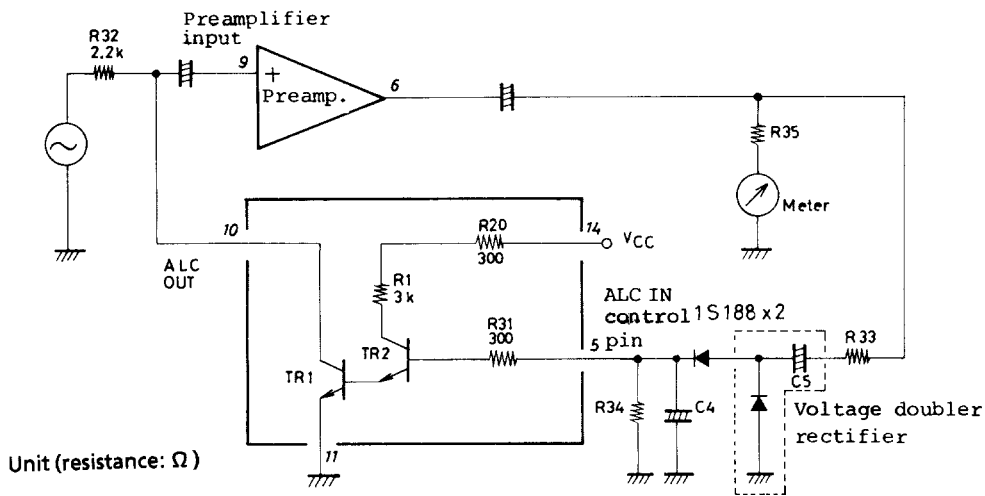 Preamplifier
input
R32
2,2k
9
+
Preamp.
6
R35
Meter
10
ALC
OUT
R20
300
14
VCC
R1
3k
ALC IN
control 1S188 x 2
pin
R31
300
5
TR2
TR1
R34
C4
C5
R33
Voltage doubler
rectifier
11
Unit (resistance: Ω)